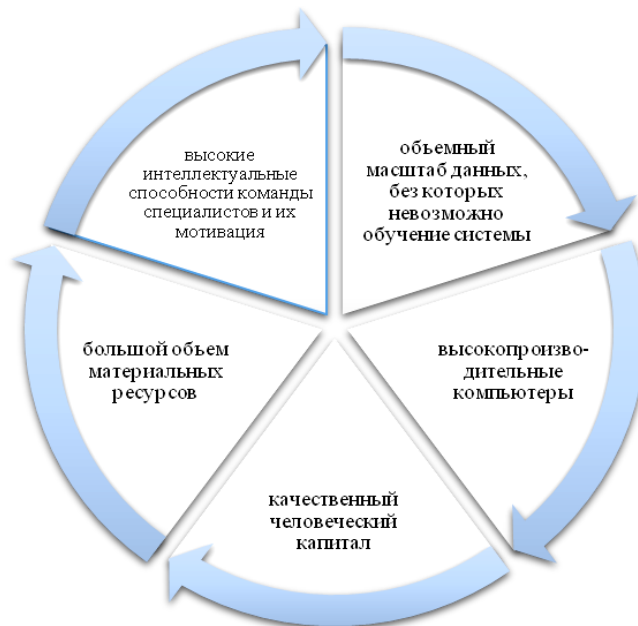 высокие
интеллектуальные
способности команды
специалистов и их
мотивация
объемный
масштаб данных,
без которых
невозможно
обучение системы
высокопроизво-
дительные
компьютеры
качественный
человеческий
капитал
большой объем
материальных
ресурсов